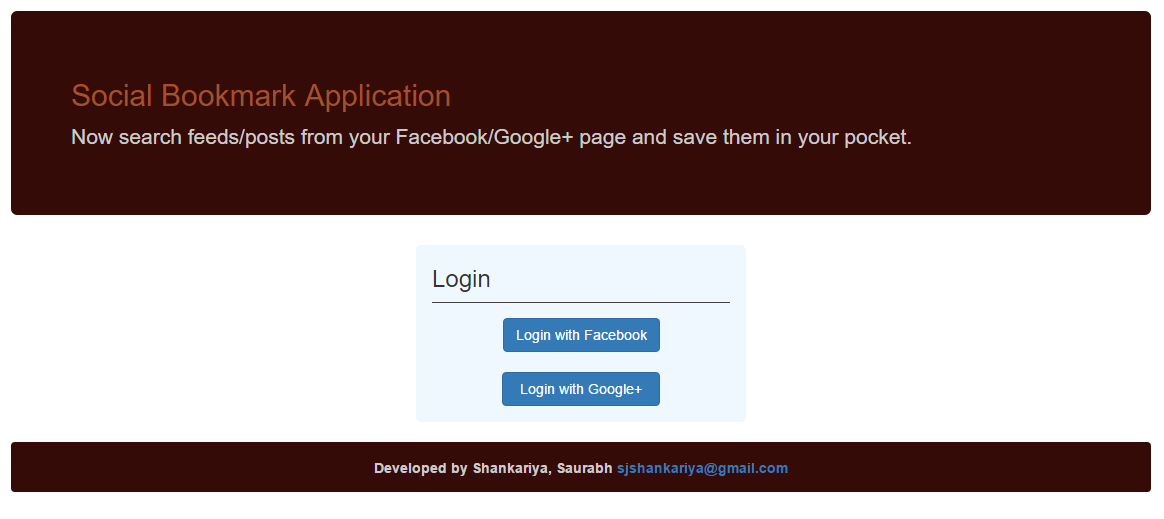 Social Bookmark Application
Now search feeds/posts from your Facebook/Google+ page and save them in your pocket.
Login
Login with Facebook
Login with Google+
Developed by Shankariya, Saurabh sjshankariya@gmail.com